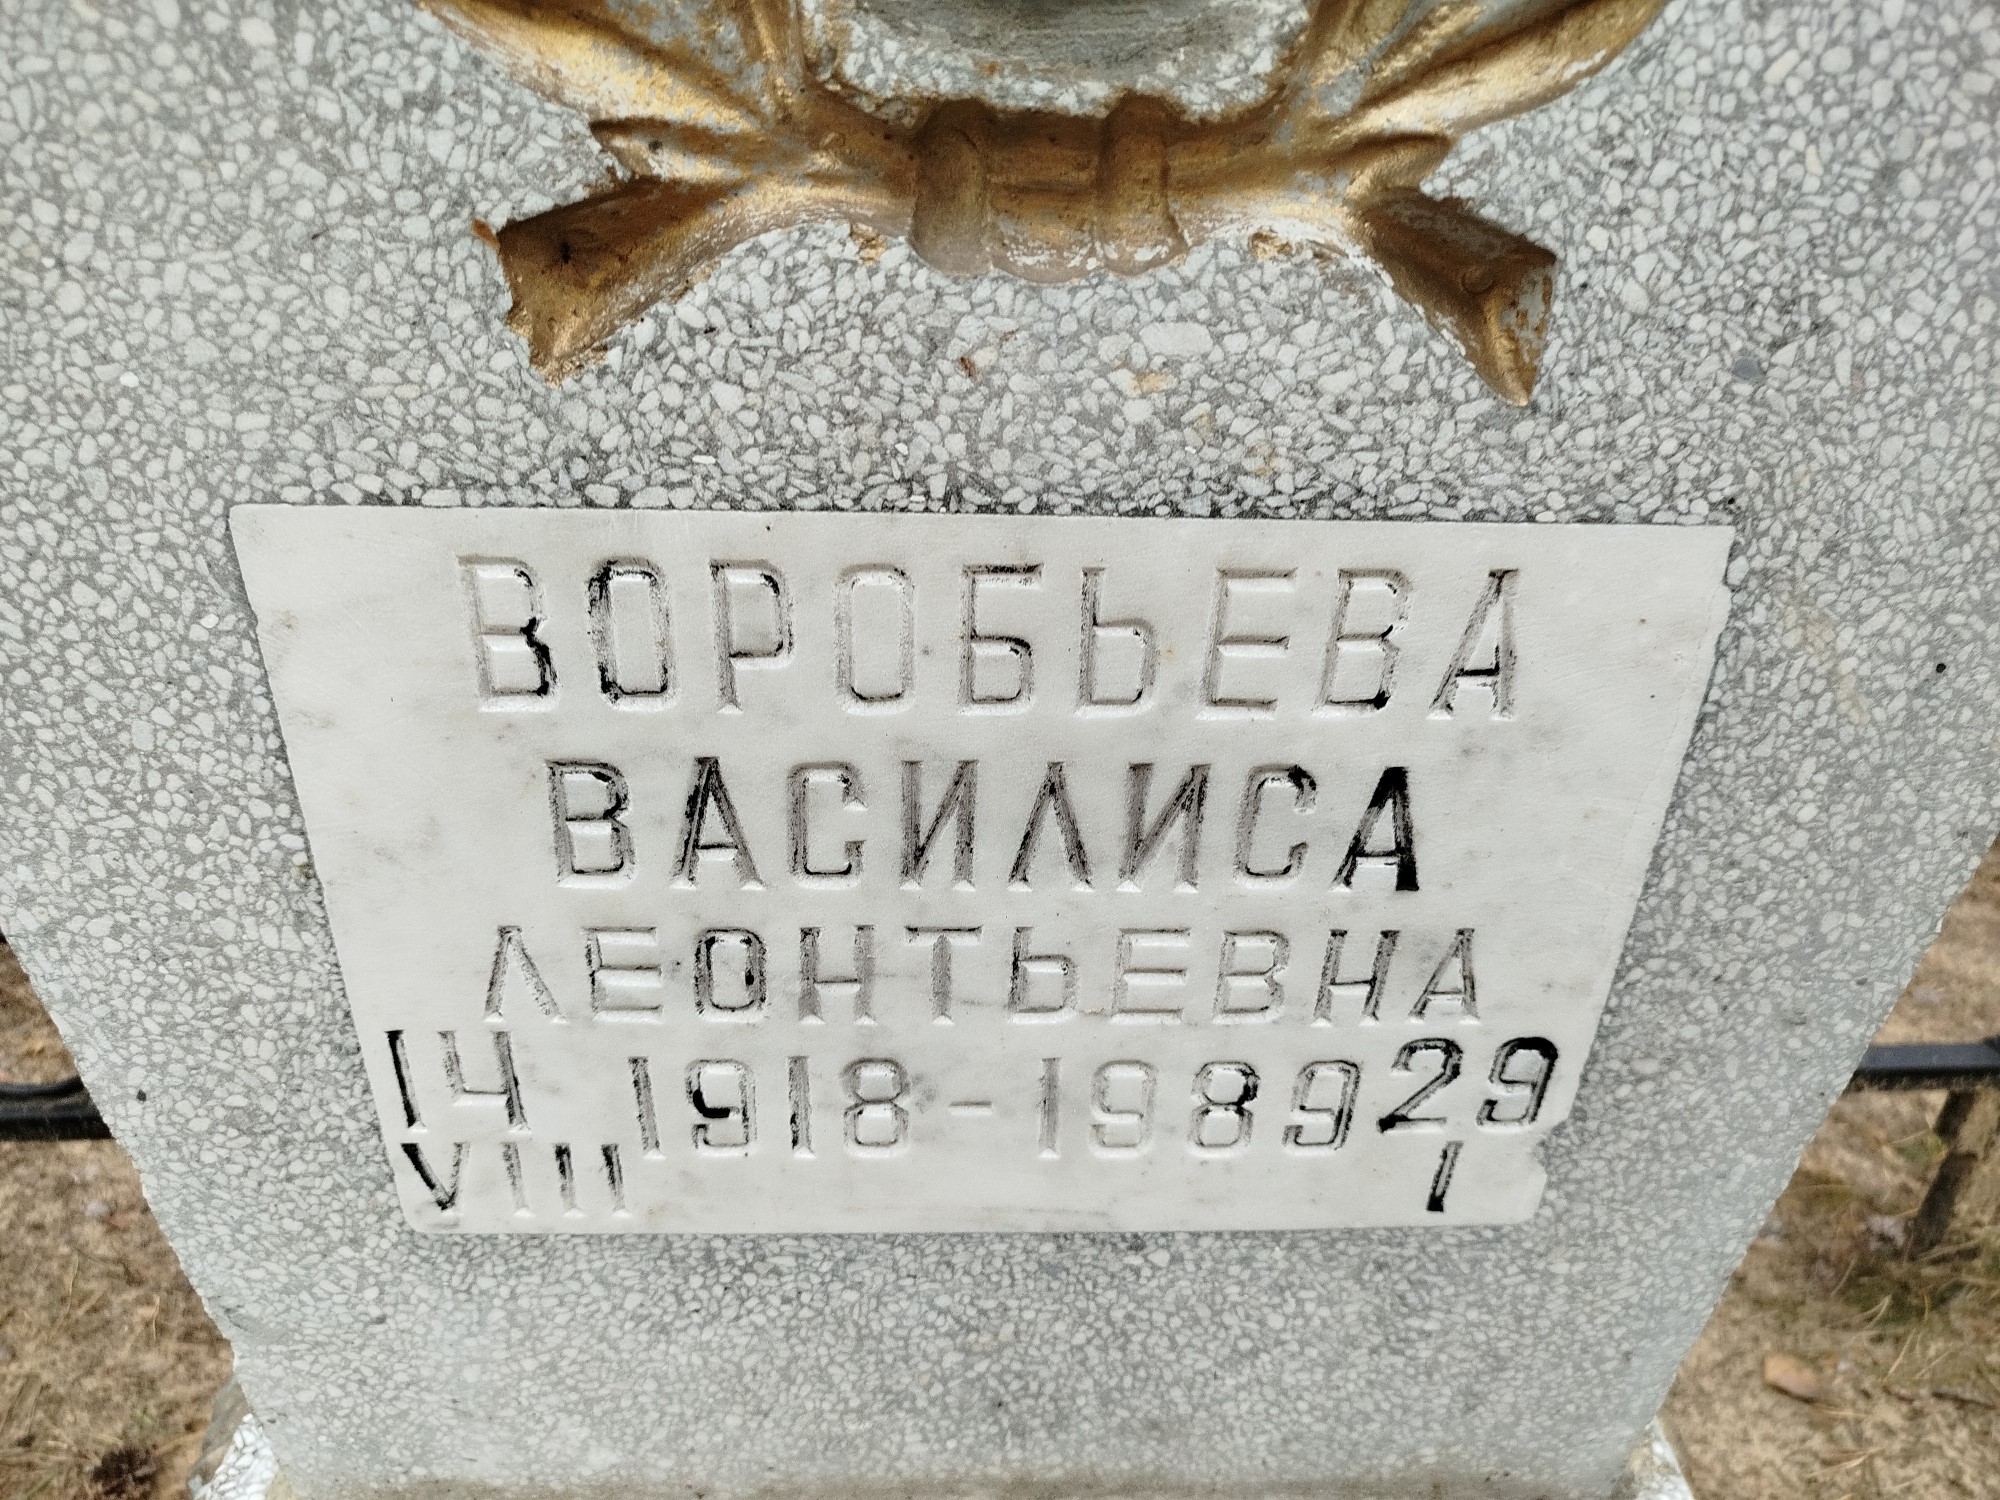 ВОРОБЬЕВА
ВАСИЛИСА
ЛЕОНТЬЕВНА
14 1918-1989 29
VIII I